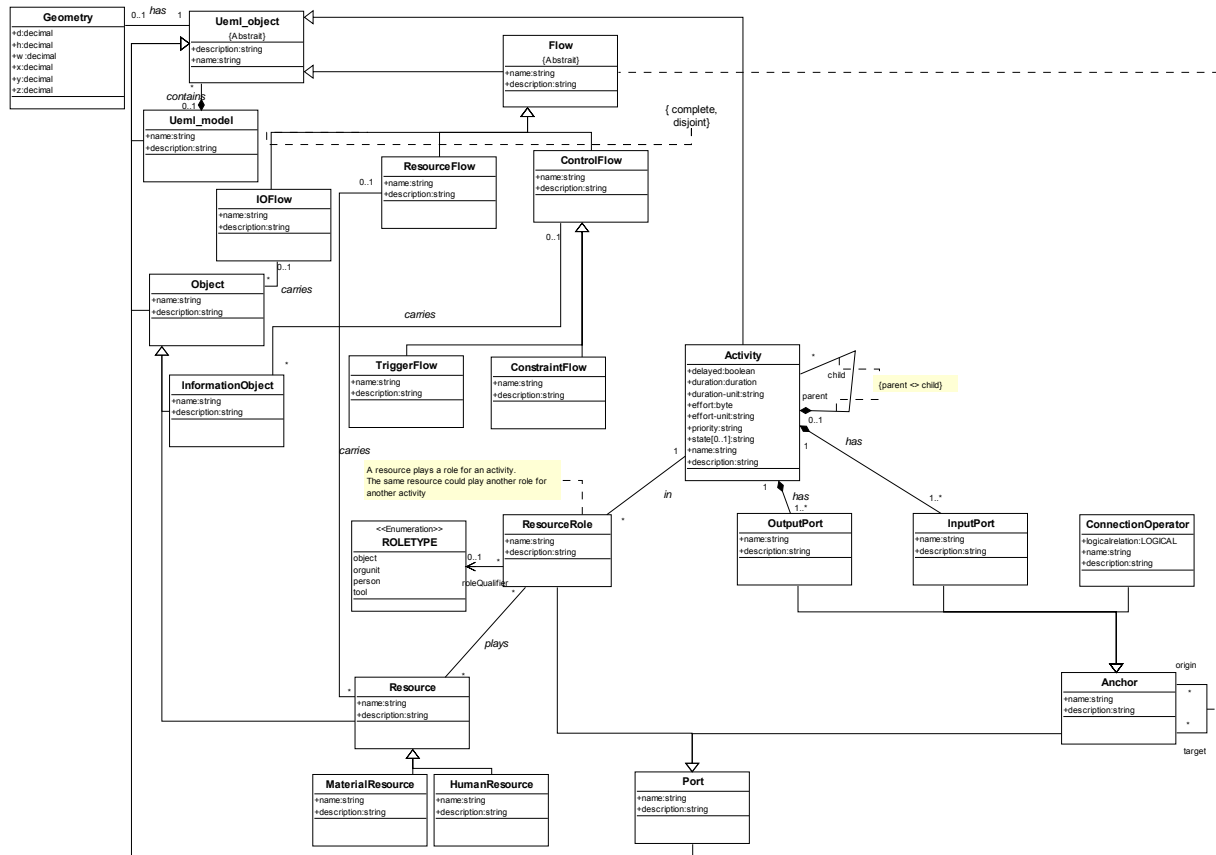 Geometry
+d:decimal
+h:decimal
+w :decimal
+x:decimal
+y:decimal
+z:decimal
0..1
has
1
Ueml_object
{Abstrait}
+description:string
+name:string
*
contains
0..1
Ueml_model
+name:string
+description:string
Flow
{Abstrait}
+name:string
+description:string
{ complete,
disjoint}
IOFlow
+name:string
+description:string
0..1
ResourceFlow
+name:string
+description:string
0..1
ControlFlow
+name:string
+description:string
0..1
Object
+name:string
+description:string
*
carries
carries
*
InformationObject
+name:string
+description:string
TriggerFlow
+name:string
+description:string
ConstraintFlow
+name:string
+description:string
Activity
+delayed:boolean
+duration:duration
+duration-unit:string
+effort:byte
+effort-unit:string
+priority:string
+state[0..1]:string
+name:string
+description:string
*
child
parent
0..1
{parent <> child}
carries
A resource plays a role for an activity.
The same resource could play another role for
another activity
1
in
*
1
has
1..*
1
has
1..*
<<Enumeration>>
ROLETYPE
object
orgunit
person
tool
0..1
*
roleQualifier
ResourceRole
+name:string
+description:string
*
plays
*
OutputPort
+name:string
+description:string
InputPort
+name:string
+description:string
ConnectionOperator
+logicalrelation:LOGICAL
+name:string
+description:string
*
Resource
+name:string
+description:string
Anchor
+name:string
+description:string
origin
*
*
target
MaterialResource
+name:string
+description:string
HumanResource
+name:string
+description:string
Port
+name:string
+description:string